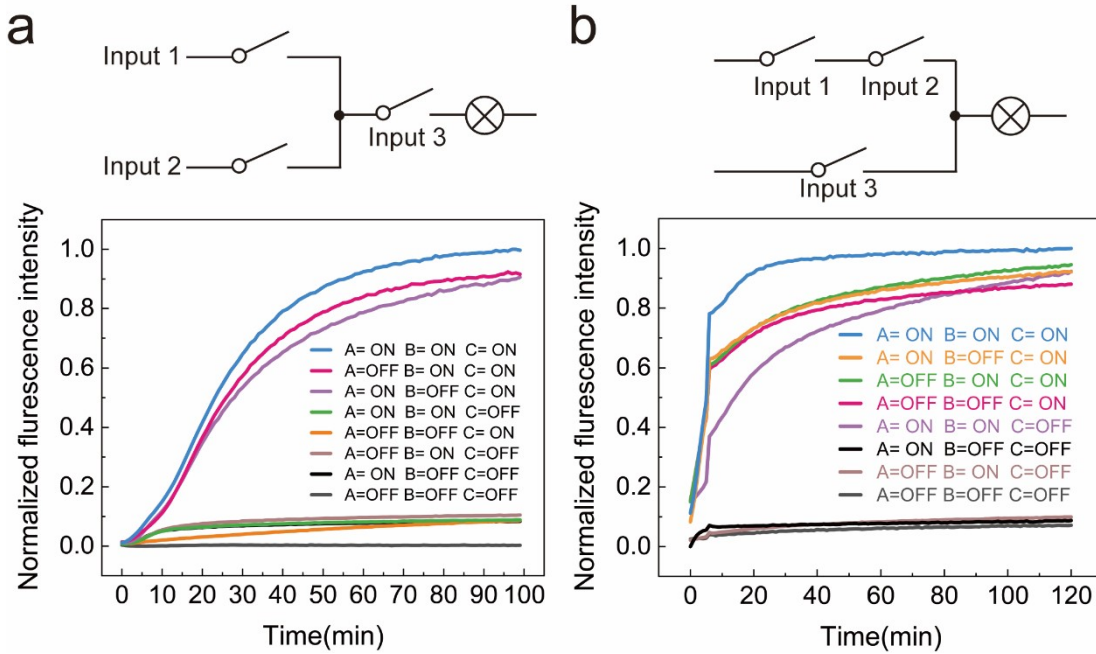 a
Input 1
Input 3
Input 2
Normalized flurescence intensity
1.0
0.8
0.6
0.4
0.2
0.0
A= ON B= ON C= ON
A=OFF B= ON C= ON
A= ON B=OFF C= ON
A= ON B= ON C=OFF
A=OFF B=OFF C= ON
A=OFF B= ON C=OFF
A= ON B=OFF C=OFF
A=OFF B=OFF C=OFF
0 10 20 30 40 50 60 70 80 90 100
Time(min)
b
Input 1 Input 2
Input 3
Normalized flurescence intensity
1.0
0.8
0.6
0.4
0.2
0.0
A= ON B= ON C= ON
A= ON B=OFF C= ON
A=OFF B= ON C= ON
A=OFF B=OFF C= ON
A= ON B= ON C=OFF
A= ON B=OFF C=OFF
A=OFF B= ON C=OFF
A=OFF B=OFF C=OFF
0 20 40 60 80 100 120
Time(min)